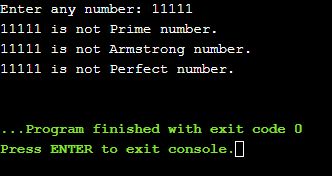 Enter any number: 11111
11111 is not Prime number.
11111 is not Armstrong number.
11111 is not Perfect number.
...Program finished with exit code 0
Press ENTER to exit console.